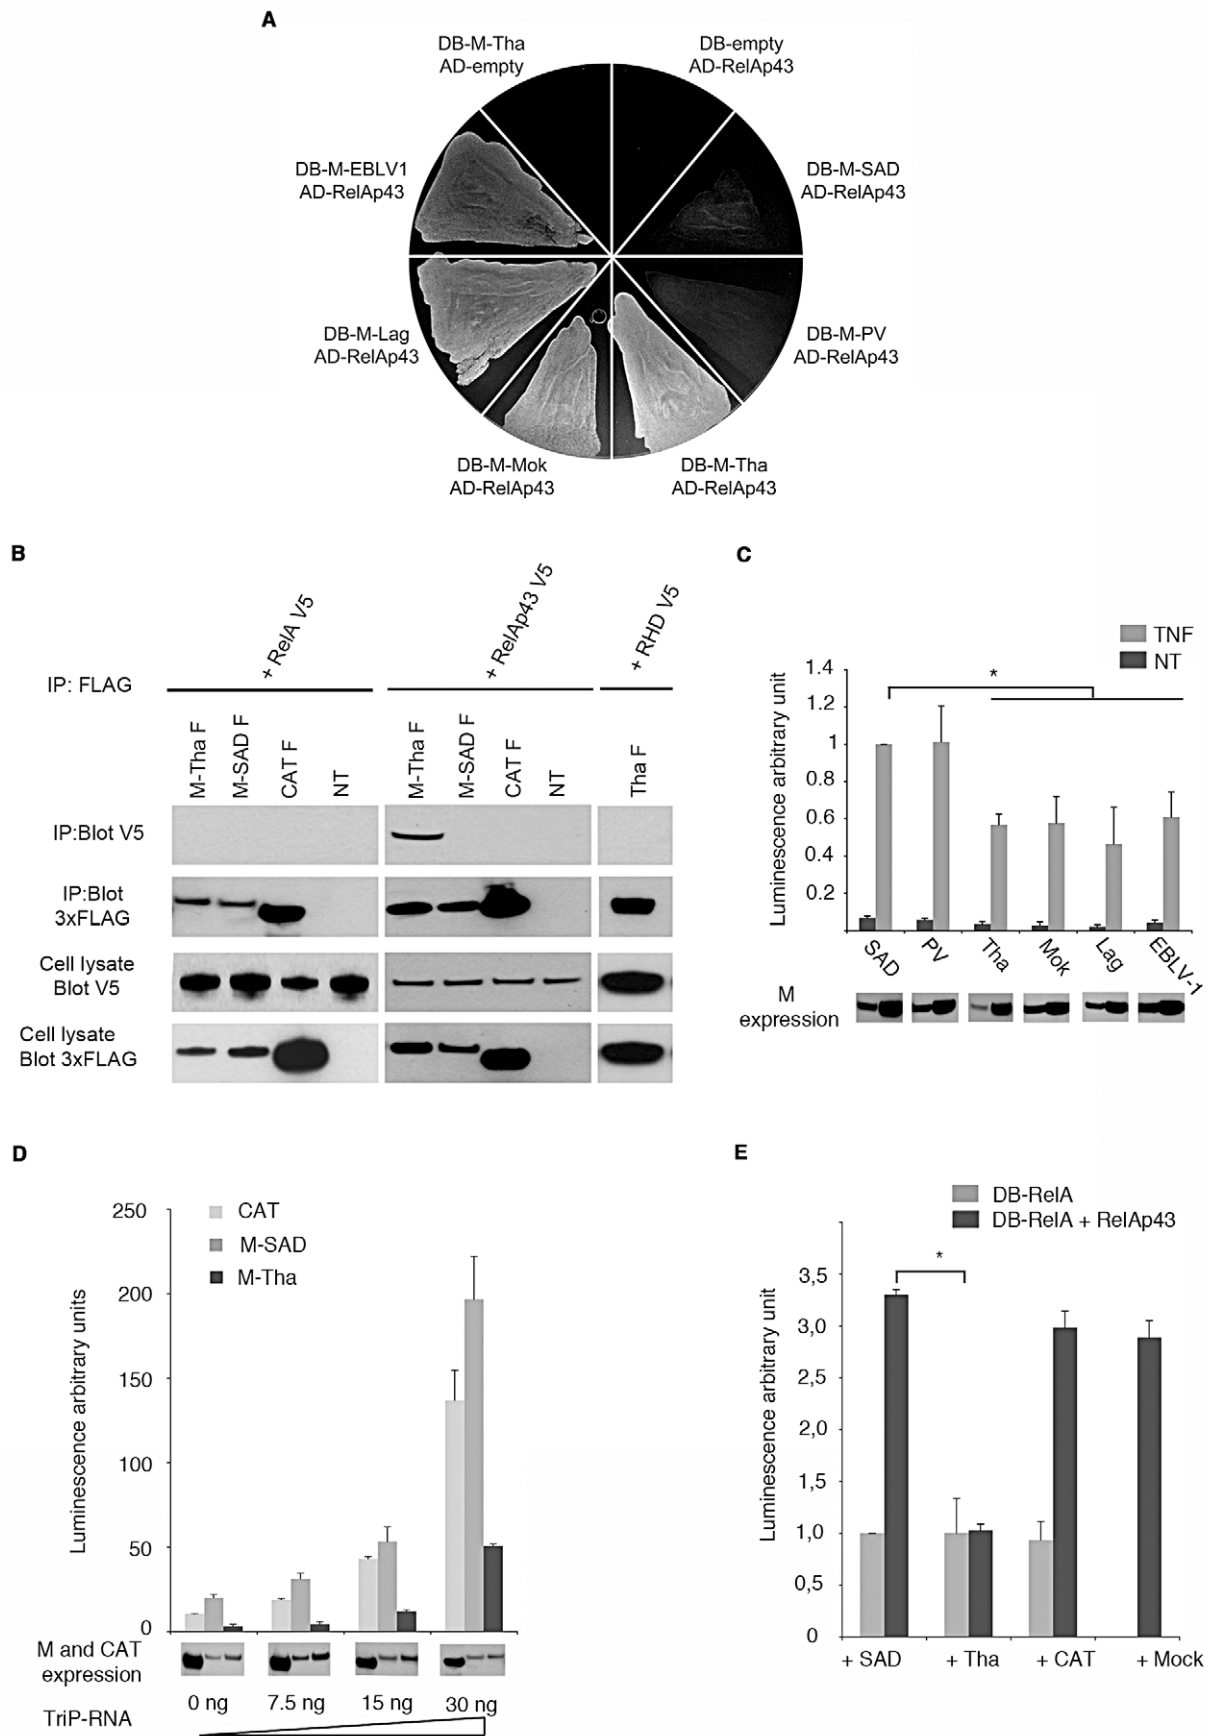 A
DB-M-Tha
AD-empty
DB-empty
AD-RelAp43
DB-M-EBLV1
AD-RelAp43
DB-M-SAD
AD-RelAp43
DB-M-Lag
AD-RelAp43
DB-M-PV
AD-RelAp43
DB-M-Mok
AD-RelAp43
DB-M-Tha
AD-RelAp43
B
IP: FLAG
+ RelA V5
+ RelAp43 V5
+ RHD V5
M-Tha F
M-SAD F
CAT F
NT
M-Tha F
M-SAD F
CAT F
NT
Tha F
IP:Blot V5
IP:Blot
3xFLAG
Cell lysate
Blot V5
Cell lysate
Blot 3xFLAG
C
TNF
NT
Luminescence arbitrary unit
1.4
1.2
1
0.8
0.6
0.4
0.2
*
SAD
PV
Tha
Mok
Lag
EBLV-1
M
expression
D
CAT
M-SAD
M-Tha
Luminescence arbitrary units
250
200
150
100
50
0
M and CAT
expression
0 ng
7.5 ng
15 ng
30 ng
TriP-RNA
E
DB-RelA
DB-RelA + RelAp43
Luminescence arbitrary unit
3,5
3,0
2,5
2,0
1,5
1,0
0,5
0
*
+ SAD
+ Tha
+ CAT
+ Mock